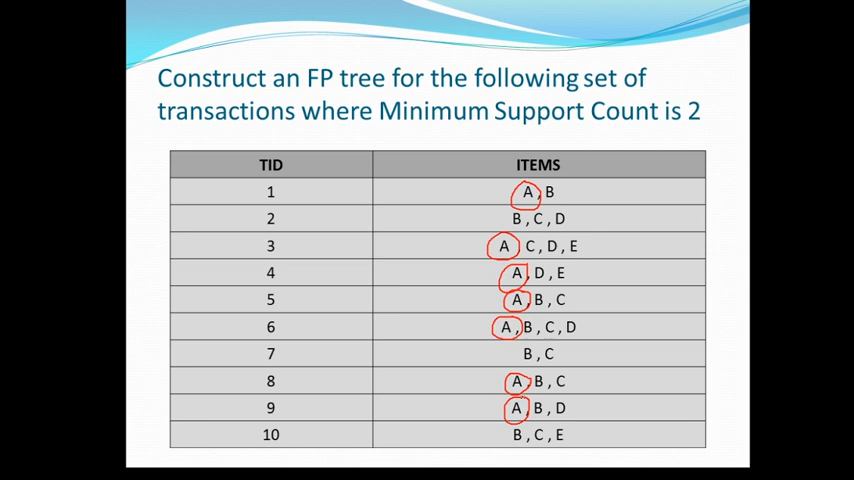 Construct an FP tree for the following set of
transactions where Minimum Support Count is 2
TID ITEMS
1 A , B
2 B , C , D
3 A , C , D , E
4 A , D , E
5 A , B , C
6 A , B , C , D
7 B , C
8 A , B , C
9 A , B , D
10 B , C , E